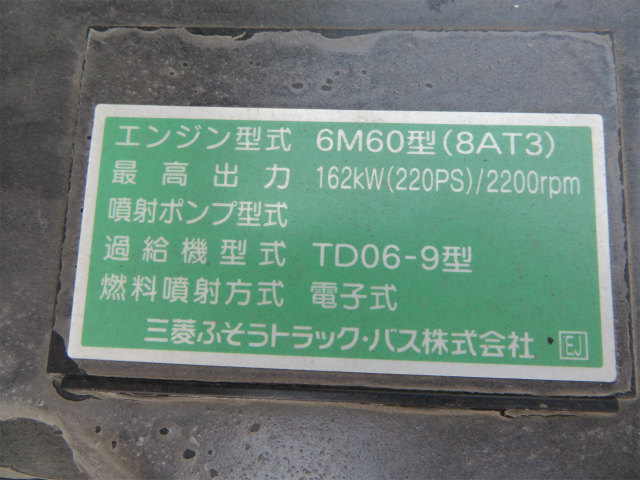 エンジン型式 6M60型(8AT3)
最高出力 162kW(220PS)/2200rpm
噴射ポンプ型式
過給機型式 TD06-9型
燃料噴射方式 電子式
三菱ふそうトラック・バス株式会社 EJ